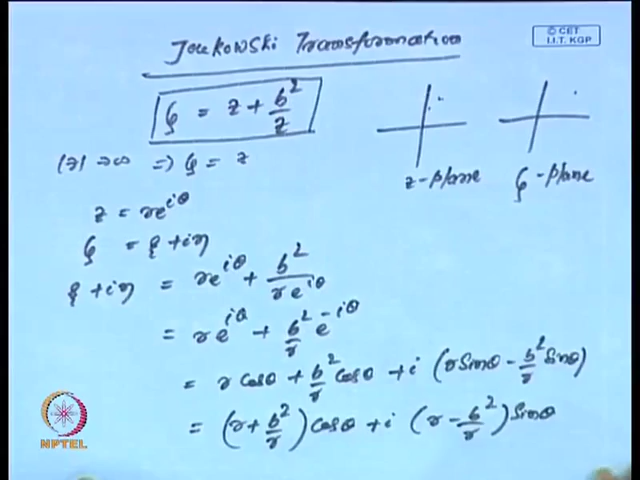 Joukowski Transformation
© CET
I.I.T. KGP
ζ = z + b²/z
|z| → ∞ ⇒ ζ = z
z-plane
ζ-plane
z = re^{iθ}
ζ = ξ + iη
ξ + iη = re^{iθ} + b²/(re^{iθ})
= re^{iθ} + b²/r e^{-iθ}
= r cosθ + b²/r cosθ + i (r sinθ - b²/r sinθ)
= (r + b²/r) cosθ + i (r - b²/r) sinθ
NPTEL